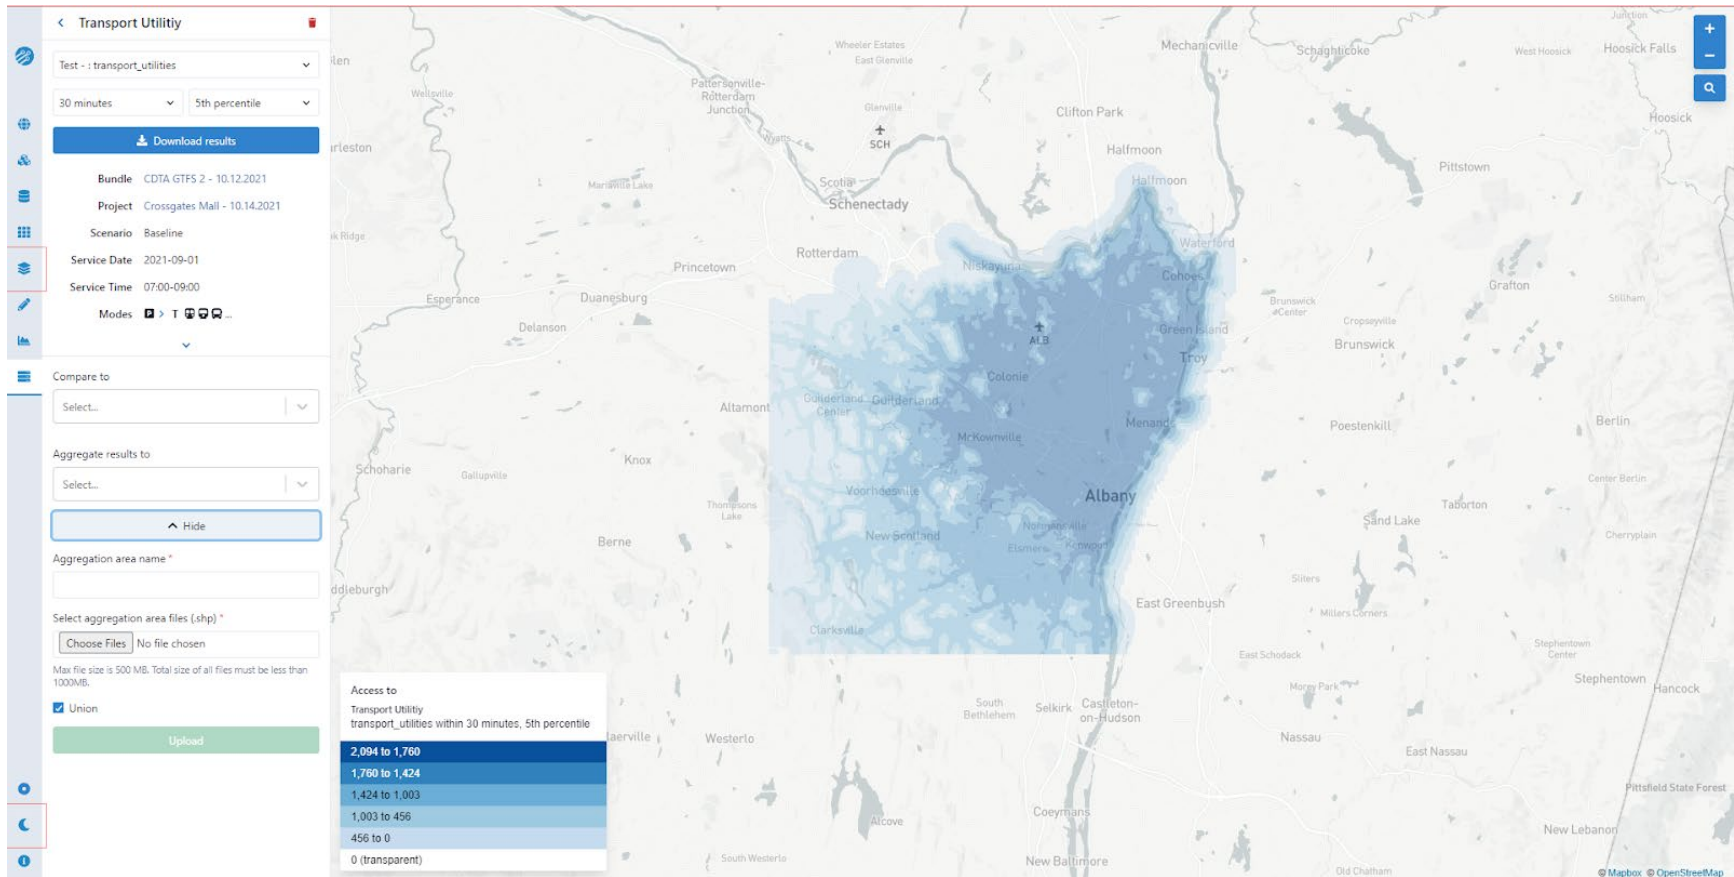 Transport Utilitiy
Test - : transport_utilities
30 minutes
5th percentile
Download results
Bundle CDTA GTFS 2 - 10.12.2021
Project Crossgates Mall - 10.14.2021
Scenario Baseline
Service Date 2021-09-01
Service Time 07:00-09:00
Modes P > T ...
Compare to
Select...
Aggregate results to
Select...
Hide
Aggregation area name *
Select aggregation area files (.shp) *
Choose Files No file chosen
Max file size is 500 MB. Total size of all files must be less than
1000MB.
Union
Upload
Access to
Transport Utilitiy
transport_utilities within 30 minutes, 5th percentile
2,094 to 1,760
1,760 to 1,424
1,424 to 1,003
1,003 to 456
456 to 0
0 (transparent)
Junction
Wheeler Estates
East Glenville
Mechanicville
Schaghticoke
West Hoosick
Hoosick Falls
Wellsville
Pattersonville-
Rotterdam
Junction
Glenville
SCH
Clifton Park
Hoosick
Wyatts
Halfmoon
Pittstown
Mariaville Lake
Scotia
Schenectady
Halfmoon
Rotterdam
Waterford
Princetown
Niskayuna
Cohoes
Grafton
Esperance
Duanesburg
Brunswick
Center
Stillham
Delanson
ALB
Green Island
Cropseyville
Brunswick
Troy
Colonie
Altamont
Guilderland
Center
Guilderland
Menands
Berlin
Poestenkill
McKownville
Knox
Schoharie
Gallupville
Center Berlin
Voorheesville
Albany
Thompsons
Lake
Taborton
Sand Lake
Normansville
New Scotland
Berne
Elsmere
Kenwood
Cherryplain
Sliters
East Greenbush
Millers Corners
Clarksville
Stephentown
Center
East Schodack
Stephentown
Hancock
South
Bethlehem
Selkirk
Castleton-
on-Hudson
Westerlo
Nassau
East Nassau
Pittsfield State Forest
Coeymans
Alcove
New Lebanon
South Westerlo
New Baltimore
Old Chatham
© Mapbox © OpenStreetMap